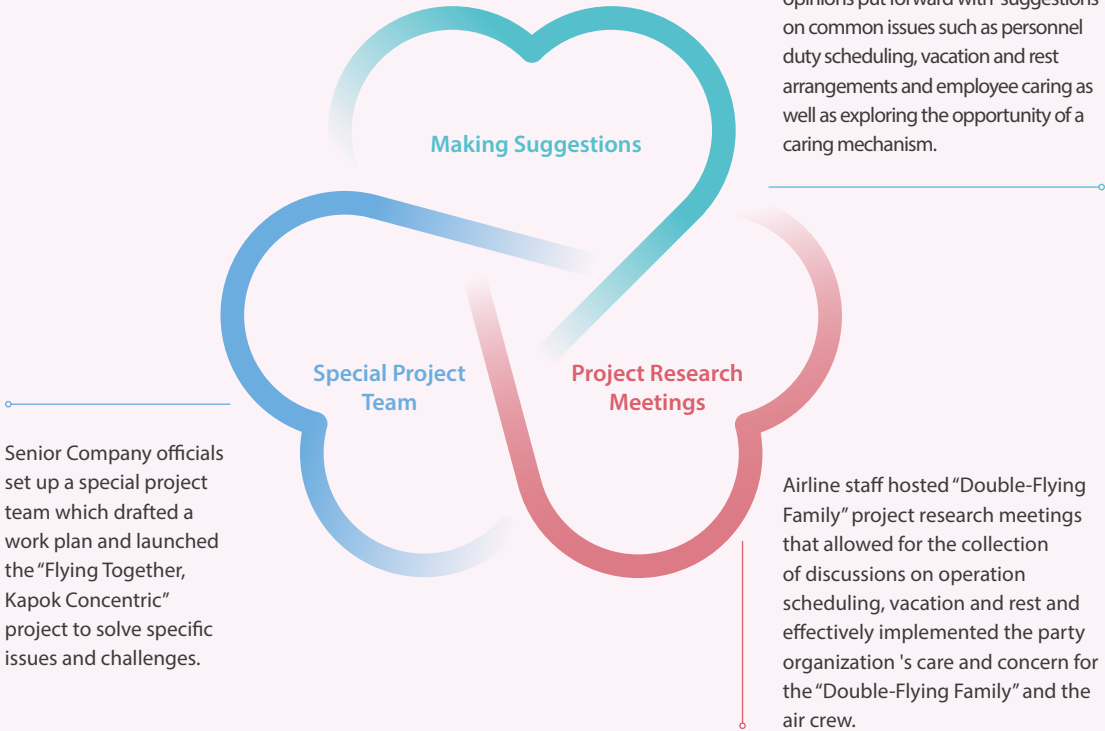 opinions put forward with suggestions
on common issues such as personnel
duty scheduling, vacation and rest
arrangements and employee caring as
well as exploring the opportunity of a
caring mechanism.
Making Suggestions
Special Project
Team
Project Research
Meetings
Senior Company officials
set up a special project
team which drafted a
work plan and launched
the “Flying Together,
Kapok Concentric”
project to solve specific
issues and challenges.
Airline staff hosted “Double-Flying
Family” project research meetings
that allowed for the collection
of discussions on operation
scheduling, vacation and rest and
effectively implemented the party
organization 's care and concern for
the “Double-Flying Family” and the
air crew.